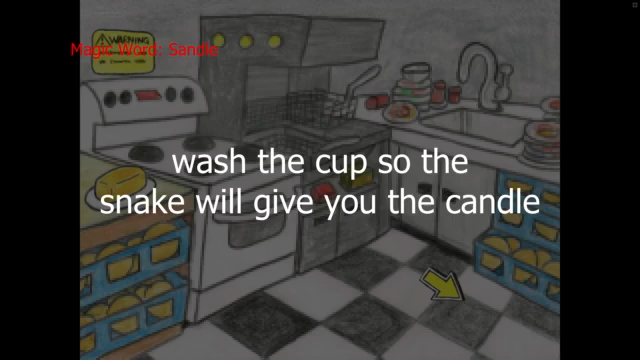 WARNING
Magic Word: Sandle
wash the cup so the
snake will give you the candle